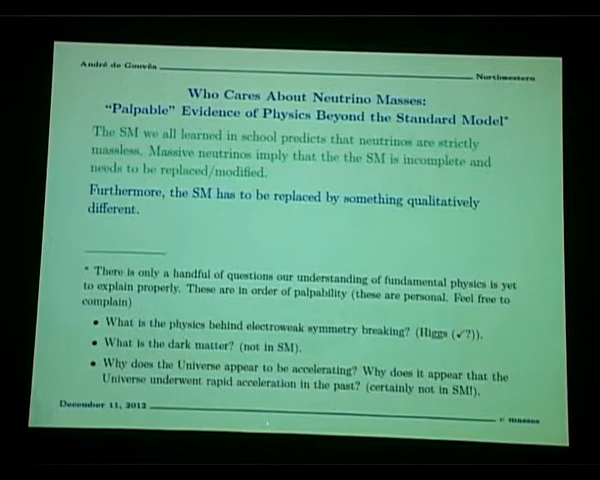 André de Gouvêa
Northwestern
Who Cares About Neutrino Masses:
“Palpable” Evidence of Physics Beyond the Standard Model*
The SM we all learned in school predicts that neutrinos are strictly
massless. Massive neutrinos imply that the the SM is incomplete and
needs to be replaced/modified.
Furthermore, the SM has to be replaced by something qualitatively
different.
* There is only a handful of questions our understanding of fundamental physics is yet
to explain properly. These are in order of palpability (these are personal. Feel free to
complain)
• What is the physics behind electroweak symmetry breaking? (Higgs (✓?)).
• What is the dark matter? (not in SM).
• Why does the Universe appear to be accelerating? Why does it appear that the
Universe underwent rapid acceleration in the past? (certainly not in SM!).
December 11, 2012
ν Masses